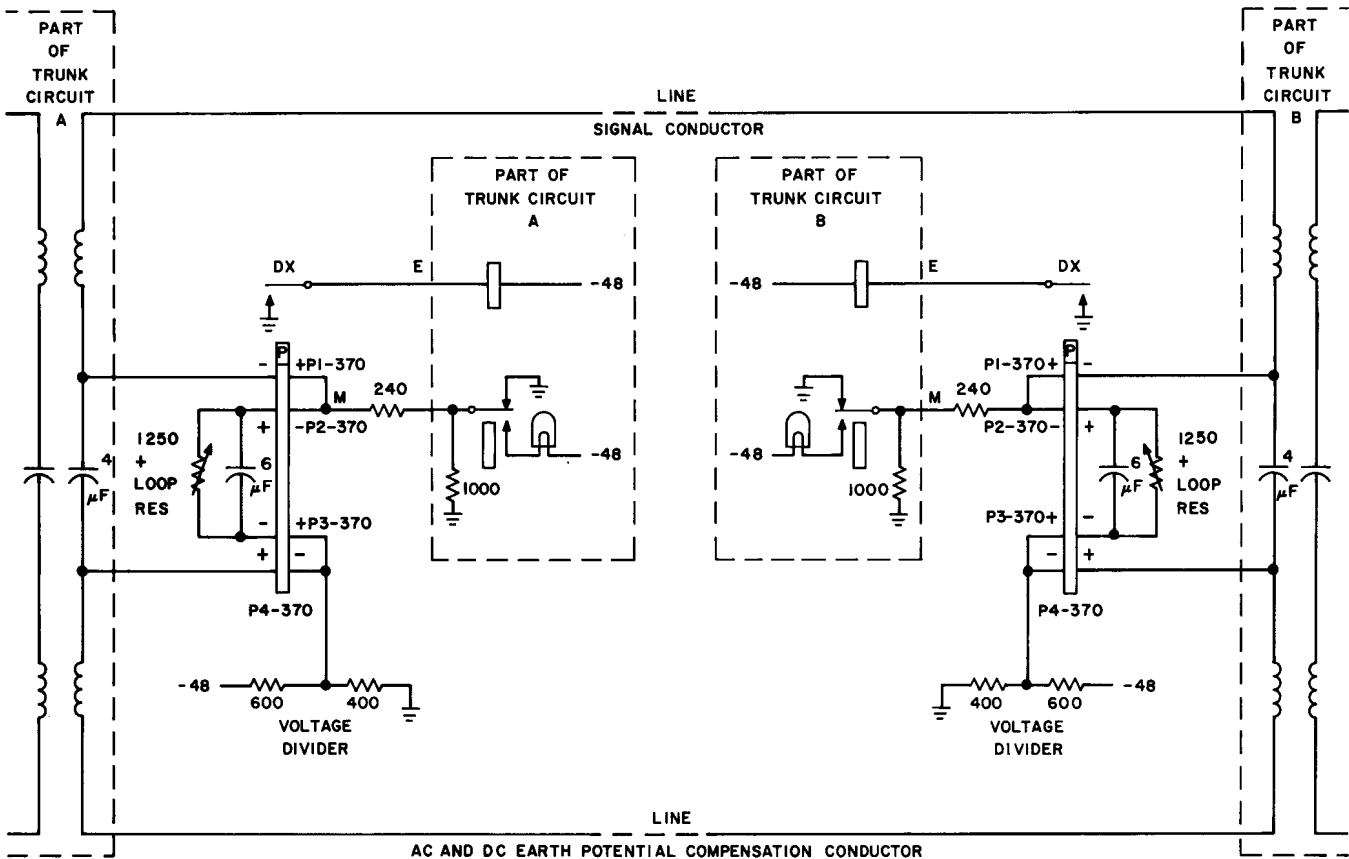 PART
OF
TRUNK
CIRCUIT
A
LINE
SIGNAL CONDUCTOR
PART
OF
TRUNK
CIRCUIT
B
PART OF
TRUNK CIRCUIT
A
PART OF
TRUNK CIRCUIT
B
DX
E
-48
-48
E
DX
P
- +P1-370
M
240
+ -P2-370
1250
+
LOOP
RES
6
µF
4
µF
1000
-48
- +P3-370
+ -
P4-370
-48
600
400
VOLTAGE
DIVIDER
P
P1-370+ -
M
240
P2-370- +
-48
1000
6
µF
1250
+
LOOP
RES
4
µF
P3-370+ -
- +
P4-370
400
600
-48
VOLTAGE
DIVIDER
LINE
AC AND DC EARTH POTENTIAL COMPENSATION CONDUCTOR